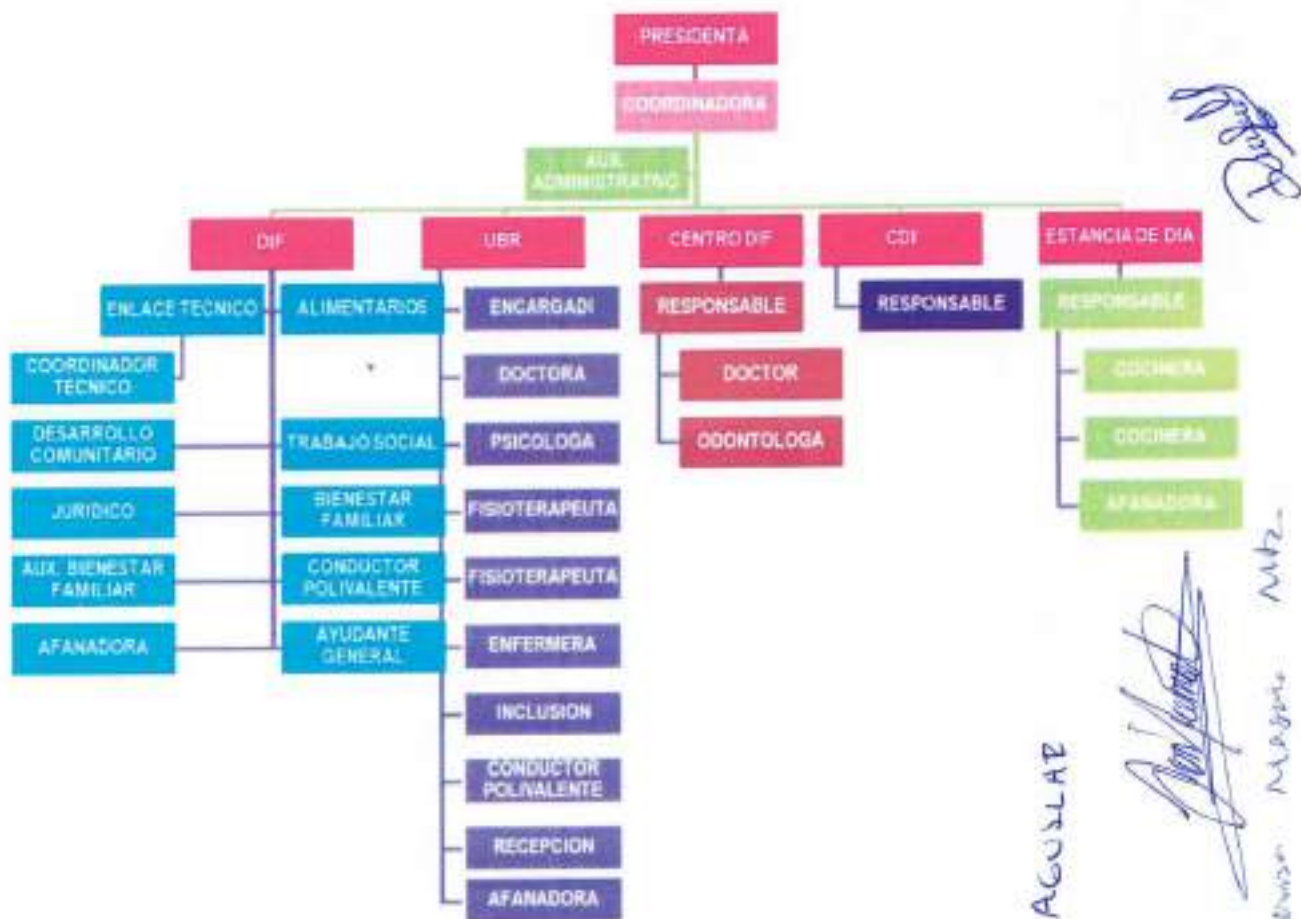 PRESIDENTA
COORDINADORA
AUX.
ADMINISTRATIVO
DIF
UBR
CENTRO DIF
CDI
ESTANCIA DE DIA
ENLACE TECNICO
ALIMENTARIOS
ENCARGADI
RESPONSABLE
RESPONSABLE
RESPONSABLE
COORDINADOR
TECNICO
DOCTORA
DOCTOR
COCINERA
DESARROLLO
COMUNITARIO
TRABAJO SOCIAL
PSICOLOGA
ODONTOLOGA
COCINERA
JURIDICO
BIENESTAR
FAMILIAR
FISIOTERAPEUTA
AFANADORA
AUX. BIENESTAR
FAMILIAR
CONDUCTOR
POLIVALENTE
FISIOTERAPEUTA
AFANADORA
AYUDANTE
GENERAL
ENFERMERA
INCLUSION
CONDUCTOR
POLIVALENTE
RECEPCION
AFANADORA
AGUILAR